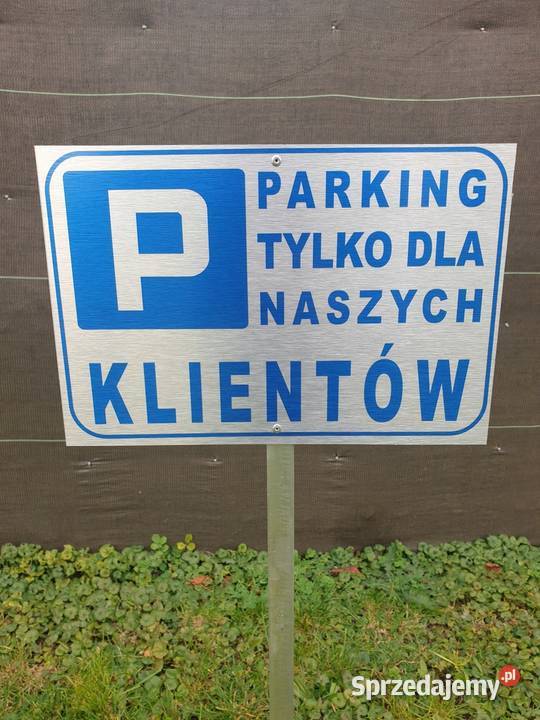 P
PARKING
TYLKO DLA
NASZYCH
KLIENTÓW
Sprzedajemy.pl